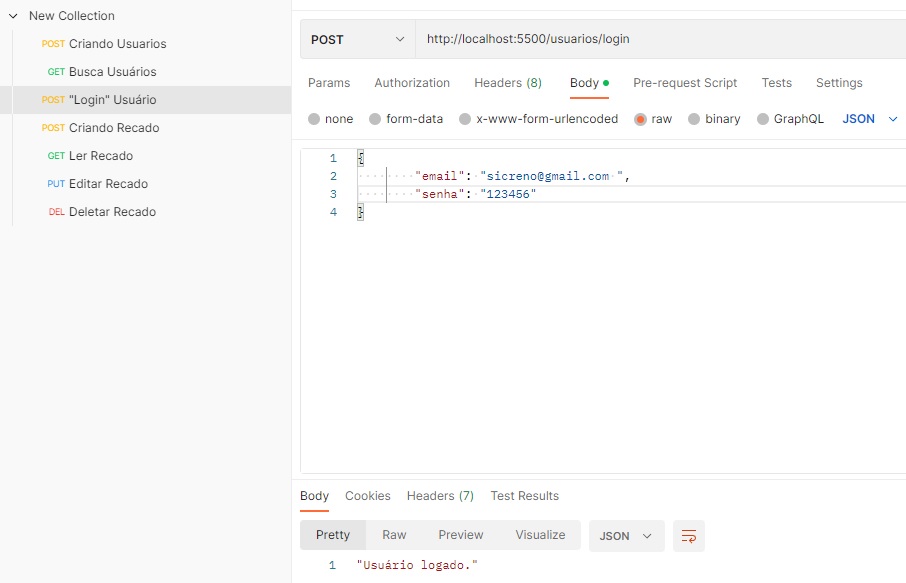 New Collection
POST Criando Usuarios
GET Busca Usuários
POST "Login" Usuário
POST Criando Recado
GET Ler Recado
PUT Editar Recado
DEL Deletar Recado
POST http://localhost:5500/usuarios/login
Params Authorization Headers (8) Body Pre-request Script Tests Settings
none form-data x-www-form-urlencoded raw binary GraphQL JSON
1 {
2 "email": "sicreno@gmail.com ",
3 "senha": "123456"
4 }
Body Cookies Headers (7) Test Results
Pretty Raw Preview Visualize JSON
1 "Usuário logado."